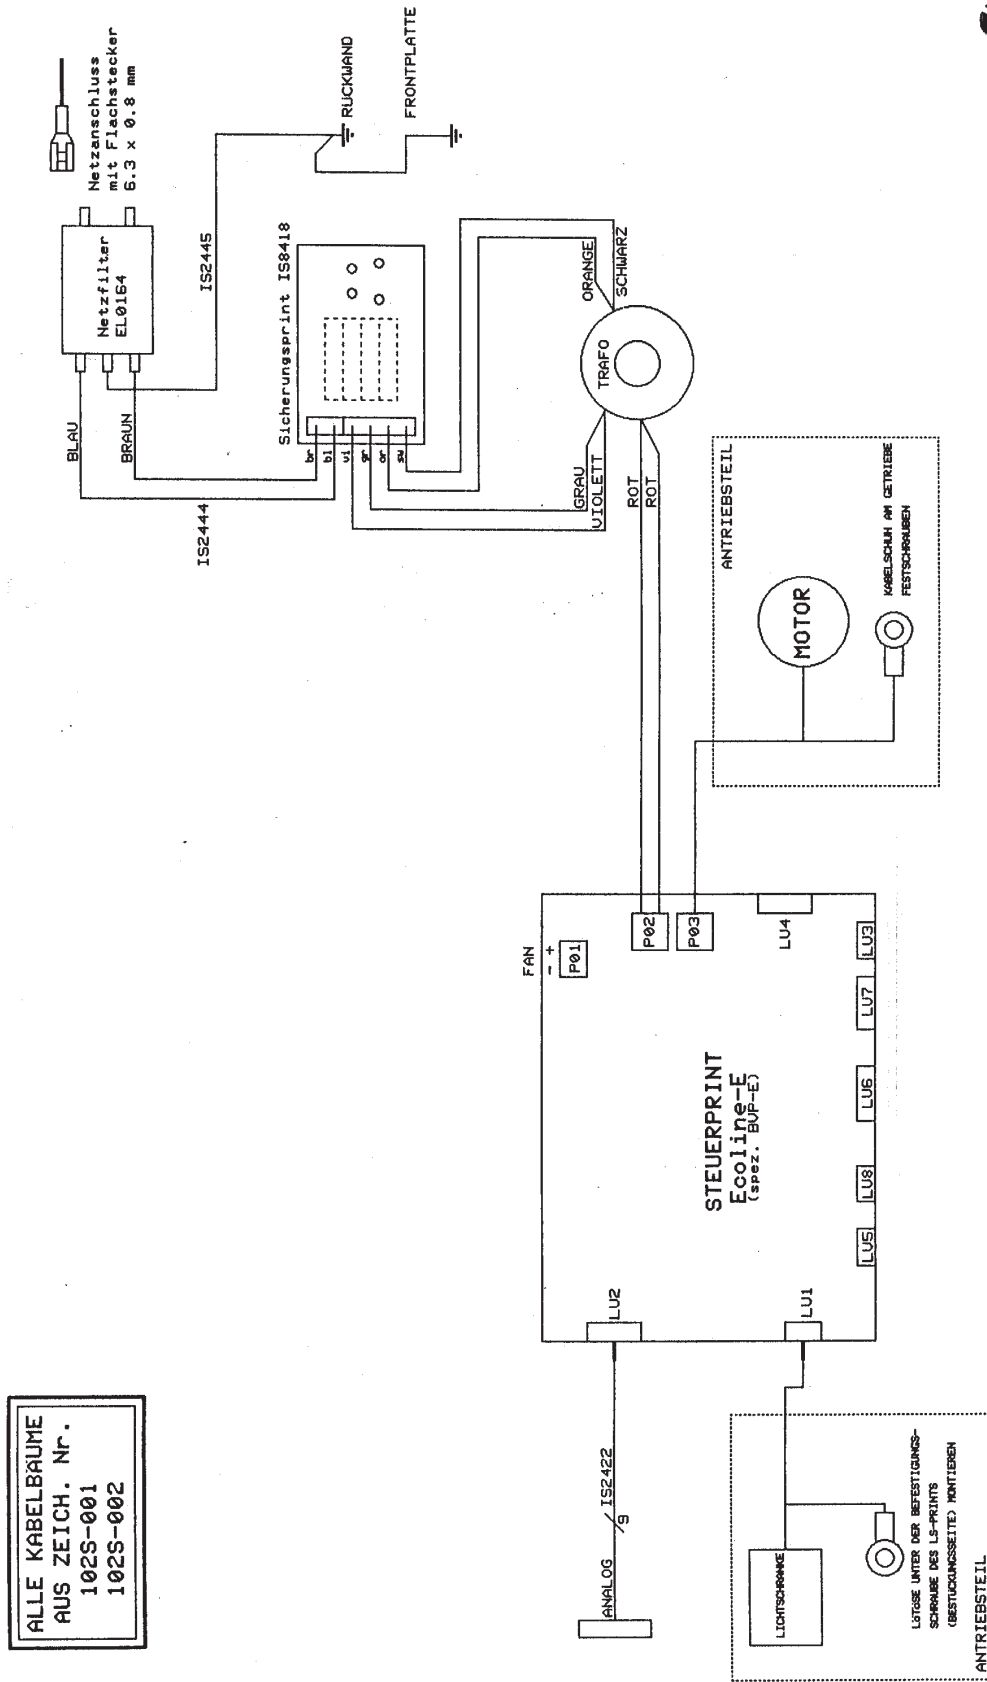 ALLE KABELBÄUME
AUS ZEICH. Nr.
102S-001
102S-002
Netzanschluss
mit Flachstecker
6.3 x 0.8 mm
Netzfilter
EL0164
BLAU
BRAUN
IS2444
IS2445
RÜCKWAND
FRONTPLATTE
Sicherungsprint IS8418
br
bl
vi
gr
or
sw
ORANGE
SCHWARZ
TRAFO
GRAU
VIOLETT
ROT
ROT
ANTRIEBSTEIL
MOTOR
KABELSCHUH AM GETRIEBE
FESTSCHRAUBEN
FAN
- +
P01
P02
P03
LU4
LU3
LU7
LU6
LU8
LU5
STEUERPRINT
Ecoline-E
(spez. BVP-E)
LU2
LU1
ANALOG
9
IS2422
LICHTSCHRANKE
LÖTÖSE UNTER DER BEFESTIGUNGS-
SCHRAUBE DES LS-PRINTS
(BESTÜCKUNGSSEITE) MONTIEREN
ANTRIEBSTEIL